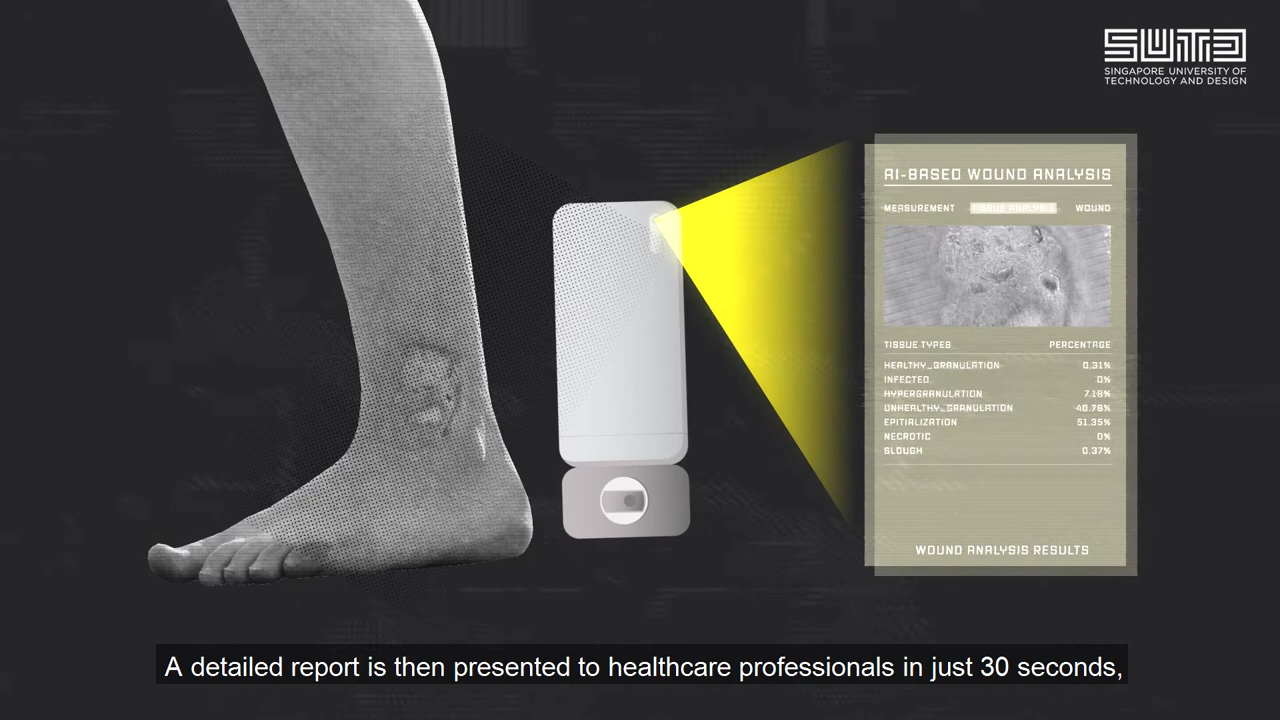 SUTD
SINGAPORE UNIVERSITY OF
TECHNOLOGY AND DESIGN
AI-BASED WOUND ANALYSIS
MEASUREMENT TISSUE ANALYSIS WOUND
TISSUE TYPES PERCENTAGE
HEALTHY_GRANULATION 0.31%
INFECTED 0%
HYPERGRANULATION 7.18%
UNHEALTHY_GRANULATION 40.78%
EPITIALIZATION 51.35%
NECROTIC 0%
SLOUGH 0.37%
WOUND ANALYSIS RESULTS
A detailed report is then presented to healthcare professionals in just 30 seconds,